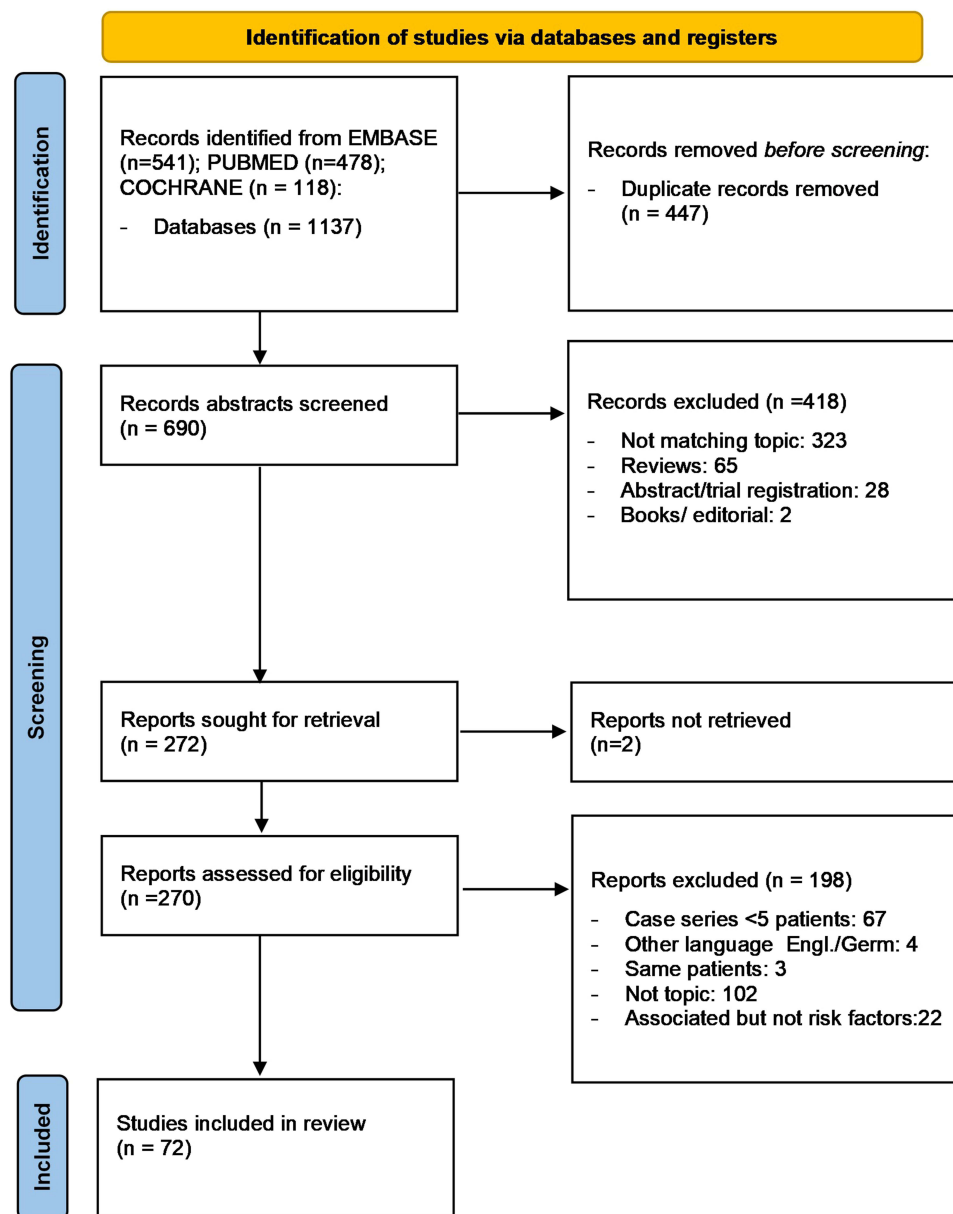 Identification of studies via databases and registers
Identification
Records identified from EMBASE
(n=541); PUBMED (n=478);
COCHRANE (n = 118):
- Databases (n = 1137)
Records removed before screening:
- Duplicate records removed
(n = 447)
Screening
Records abstracts screened
(n = 690)
Records excluded (n =418)
- Not matching topic: 323
- Reviews: 65
- Abstract/trial registration: 28
- Books/ editorial: 2
Reports sought for retrieval
(n = 272)
Reports not retrieved
(n=2)
Reports assessed for eligibility
(n =270)
Reports excluded (n = 198)
- Case series <5 patients: 67
- Other language Engl./Germ: 4
- Same patients: 3
- Not topic: 102
- Associated but not risk factors:22
Included
Studies included in review
(n = 72)